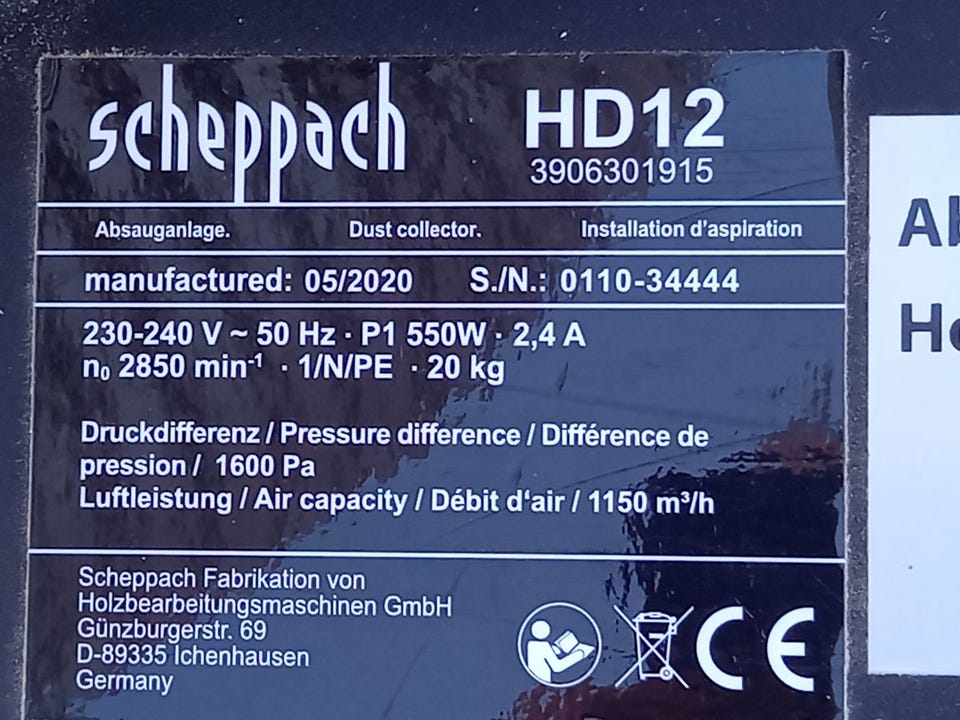 scheppach
HD12
3906301915
Absauganlage. Dust collector. Installation d'aspiration
manufactured: 05/2020 S./N.: 0110-34444
230-240 V ~ 50 Hz · P1 550W · 2,4 A
n₀ 2850 min⁻¹ · 1/N/PE · 20 kg
Druckdifferenz / Pressure difference / Différence de
pression / 1600 Pa
Luftleistung / Air capacity / Débit d‘air / 1150 m³/h
Scheppach Fabrikation von
Holzbearbeitungsmaschinen GmbH
Günzburgerstr. 69
D-89335 Ichenhausen
Germany
CE